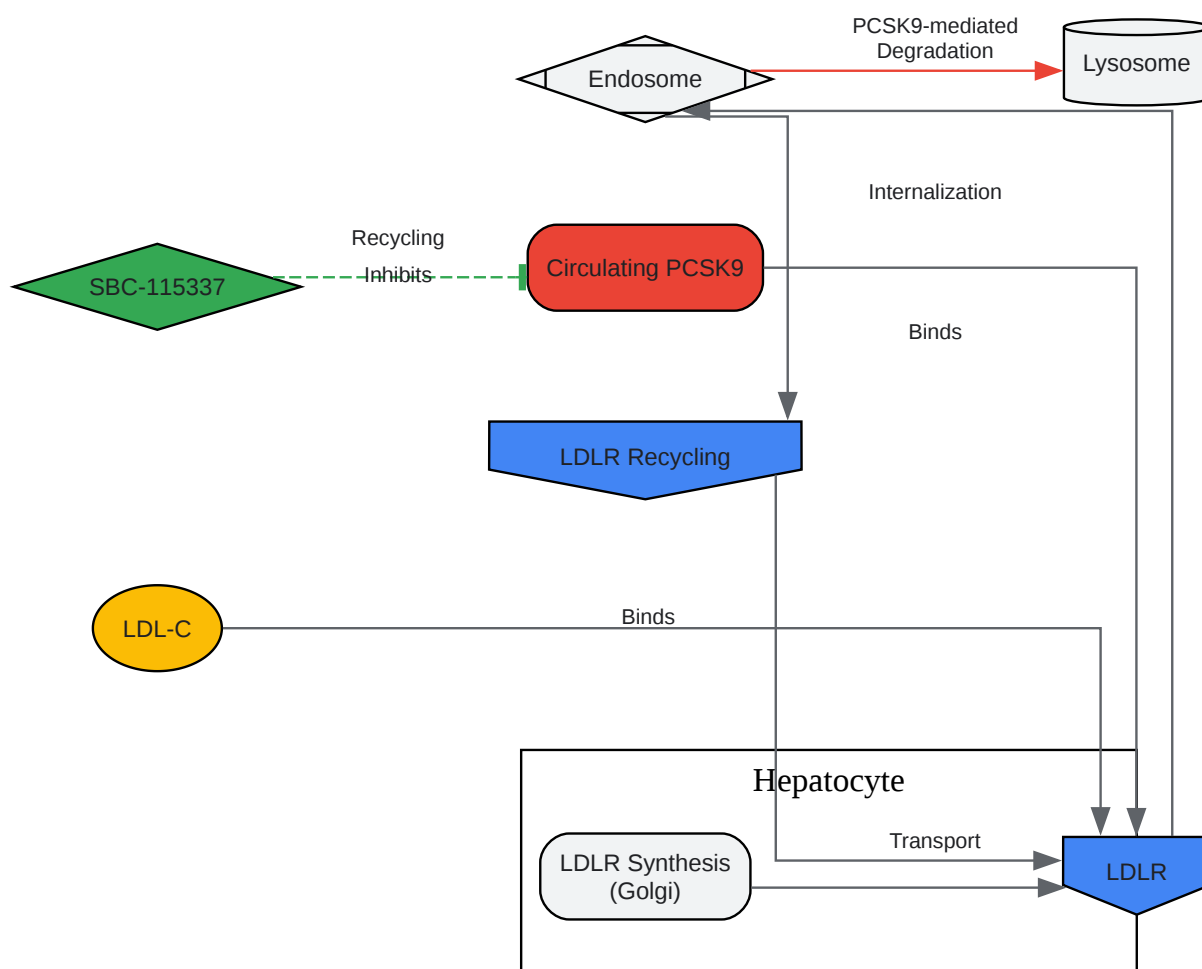 PCSK9-mediated
Degradation
Endosome
Lysosome
Internalization
Recycling
Inhibits
SBC-115337
Circulating PCSK9
Binds
LDLR Recycling
LDL-C
Binds
Hepatocyte
Transport
LDLR Synthesis
(Golgi)
LDLR